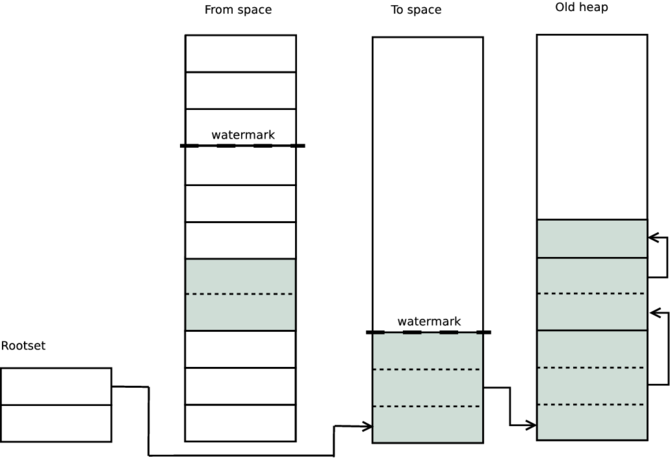 From space
To space
Old heap
watermark
watermark
Rootset